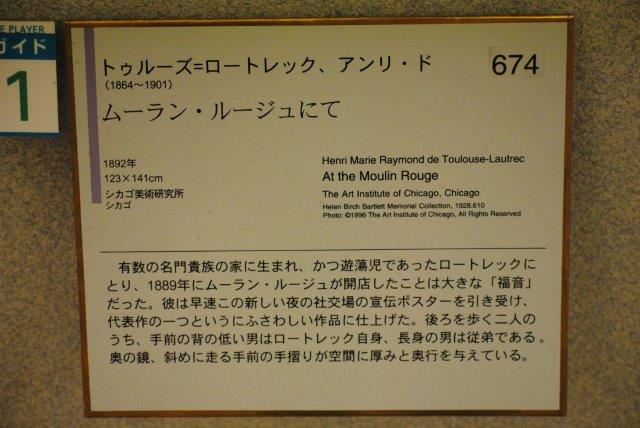 E PLAYER
ガイド
1
トゥルーズ=ロートレック、アンリ・ド
674
(1864〜1901)
ムーラン・ルージュにて
1892年
123×141cm
シカゴ美術研究所
シカゴ
Henri Marie Raymond de Toulouse-Lautrec
At the Moulin Rouge
The Art Institute of Chicago, Chicago
Helen Birch Bartlett Memorial Collection, 1928.610
Photo: ©1996 The Art Institute of Chicago, All Rights Reserved
有数の名門貴族の家に生まれ、かつ遊蕩児であったロートレックに
とり、1889年にムーラン・ルージュが開店したことは大きな「福音」
だった。彼は早速この新しい夜の社交場の宣伝ポスターを引き受け、
代表作の一つというにふさわしい作品に仕上げた。後ろを歩く二人の
うち、手前の背の低い男はロートレック自身、長身の男は従弟である。
奥の鏡、斜めに走る手前の手摺りが空間に厚みと奥行を与えている。